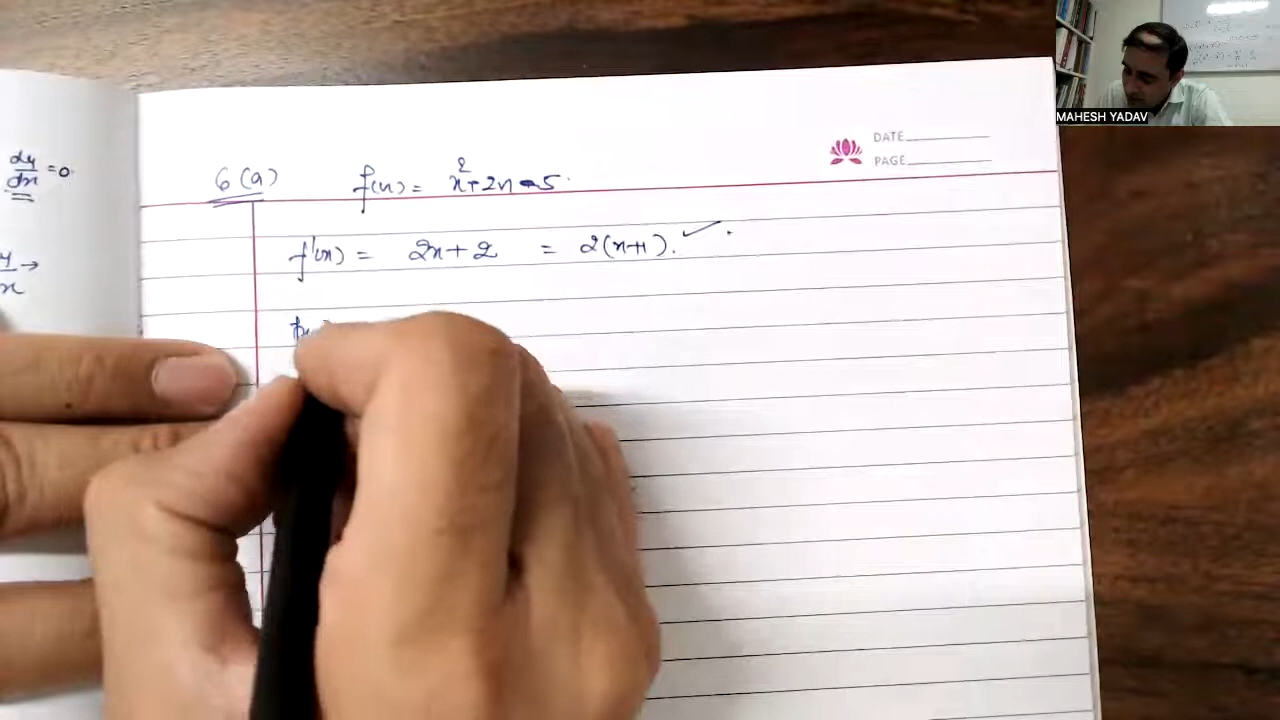 dy/dx = 0
6(a) f(x) = x² + 2x - 5
f'(x) = 2x + 2 = 2(x+1).
DATE
PAGE
MAHESH YADAV